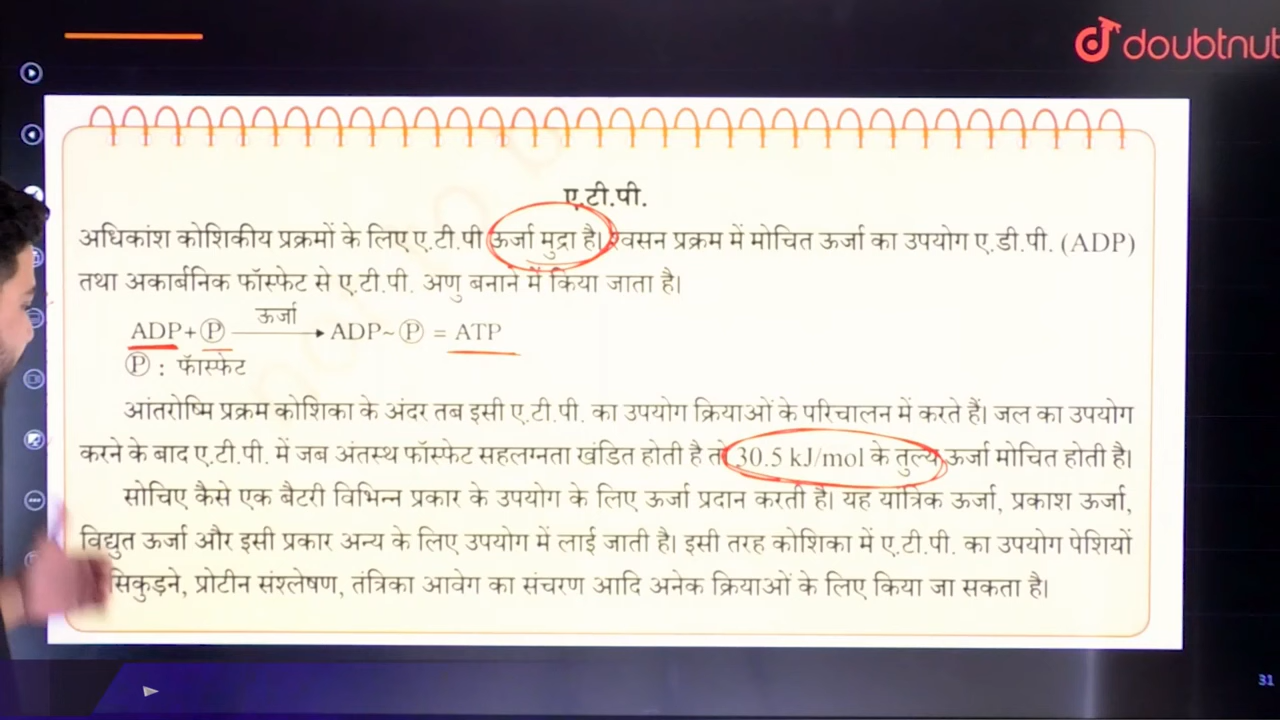 doubtnut
ए.टी.पी.
अधिकांश कोशिकीय प्रक्रमों के लिए ए.टी.पी ऊर्जा मुद्रा है। श्वसन प्रक्रम में मोचित ऊर्जा का उपयोग ए.डी.पी. (ADP)
तथा अकार्बनिक फॉस्फेट से ए.टी.पी. अणु बनाने में किया जाता है।
ऊर्जा
ADP+Ⓟ → ADP~Ⓟ = ATP
Ⓟ : फॉस्फेट
आंतरोष्मि प्रक्रम कोशिका के अंदर तब इसी ए.टी.पी. का उपयोग क्रियाओं के परिचालन में करते हैं। जल का उपयोग
करने के बाद ए.टी.पी. में जब अंतस्थ फॉस्फेट सहलग्नता खंडित होती है तो 30.5 kJ/mol के तुल्य ऊर्जा मोचित होती है।
सोचिए कैसे एक बैटरी विभिन्न प्रकार के उपयोग के लिए ऊर्जा प्रदान करती है। यह यांत्रिक ऊर्जा, प्रकाश ऊर्जा,
विद्युत ऊर्जा और इसी प्रकार अन्य के लिए उपयोग में लाई जाती है। इसी तरह कोशिका में ए.टी.पी. का उपयोग पेशियों
सिकुड़ने, प्रोटीन संश्लेषण, तंत्रिका आवेग का संचरण आदि अनेक क्रियाओं के लिए किया जा सकता है।
31